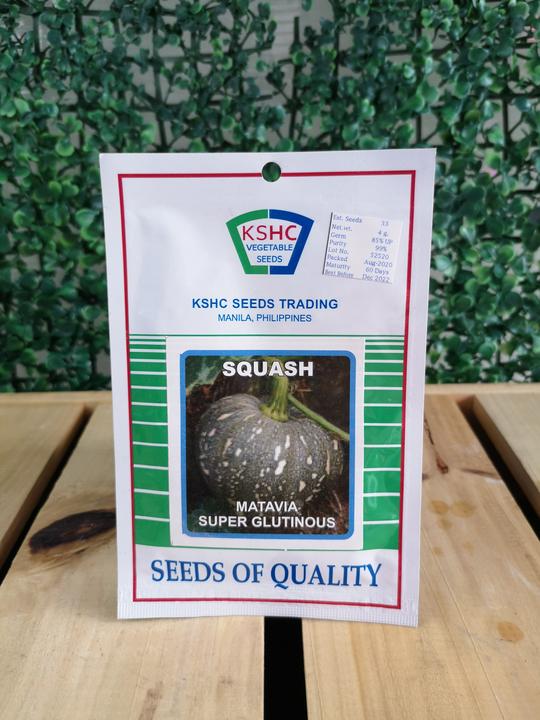 KSHC
VEGETABLE
SEEDS
Est. Seeds 33
Net. wt. 4 g.
Germ 85% UP
Purity 99%
Lot No. 52520
Packed Aug-2020
Maturity 60 Days
Best Before Dec 2022
KSHC SEEDS TRADING
MANILA, PHILIPPINES
SQUASH
MATAVIA
SUPER GLUTINOUS
SEEDS OF QUALITY